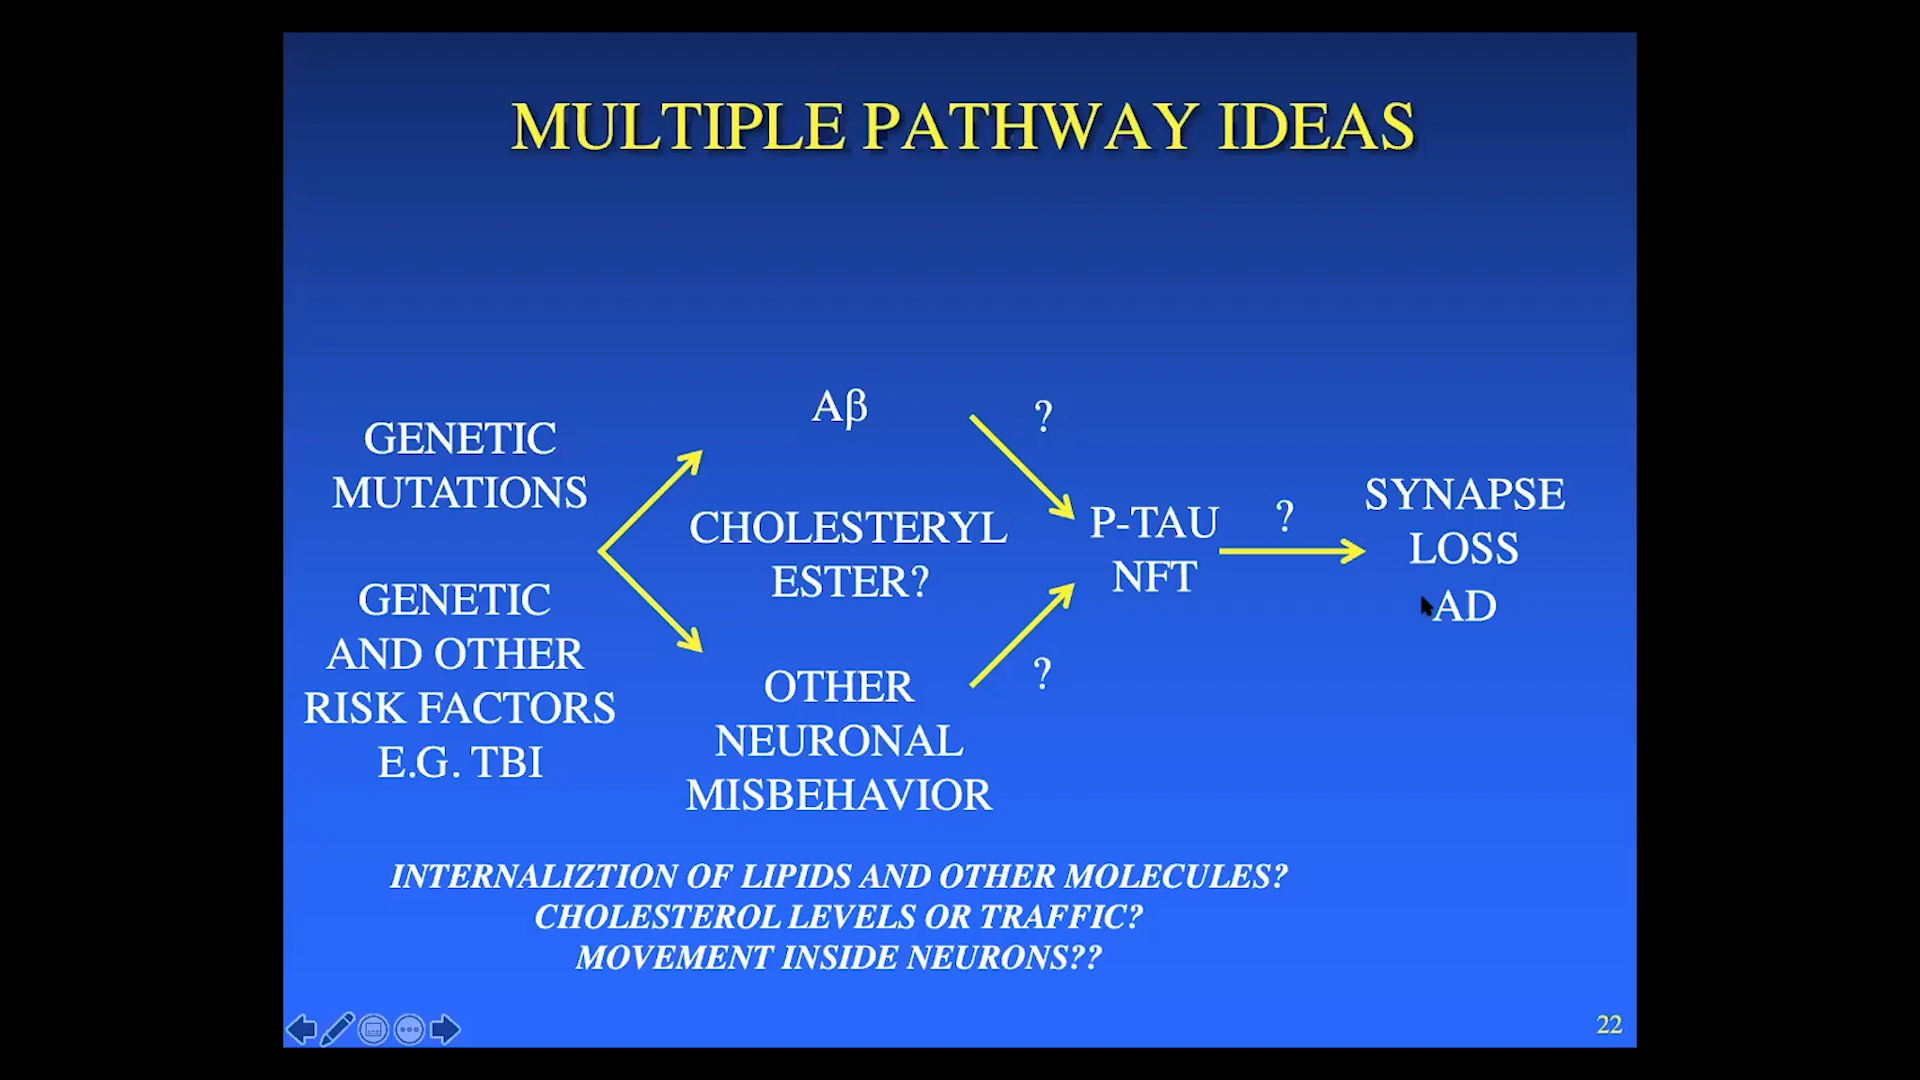 MULTIPLE PATHWAY IDEAS
GENETIC
MUTATIONS
GENETIC
AND OTHER
RISK FACTORS
E.G. TBI
Aβ
CHOLESTERYL
ESTER?
OTHER
NEURONAL
MISBEHAVIOR
?
?
P-TAU
NFT
?
SYNAPSE
LOSS
AD
INTERNALIZTION OF LIPIDS AND OTHER MOLECULES?
CHOLESTEROL LEVELS OR TRAFFIC?
MOVEMENT INSIDE NEURONS??
22